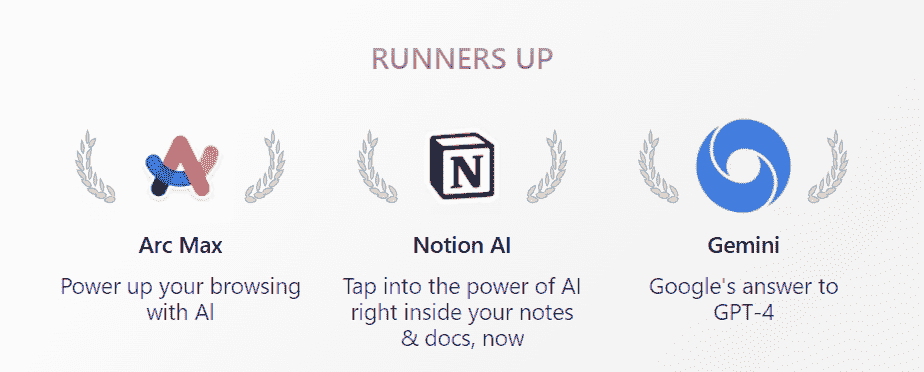 RUNNERS UP
N
Arc Max
Power up your browsing
with AI
Notion AI
Tap into the power of AI
right inside your notes
& docs, now
Gemini
Google's answer to
GPT-4